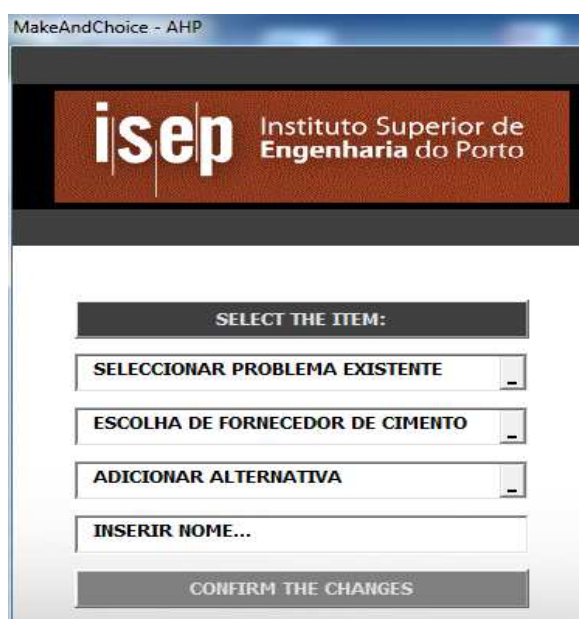 MakeAndChoice - AHP
isep
Instituto Superior de
Engenharia do Porto
SELECT THE ITEM:
SELECCIONAR PROBLEMA EXISTENTE
ESCOLHA DE FORNECEDOR DE CIMENTO
ADICIONAR ALTERNATIVA
INSERIR NOME...
CONFIRM THE CHANGES